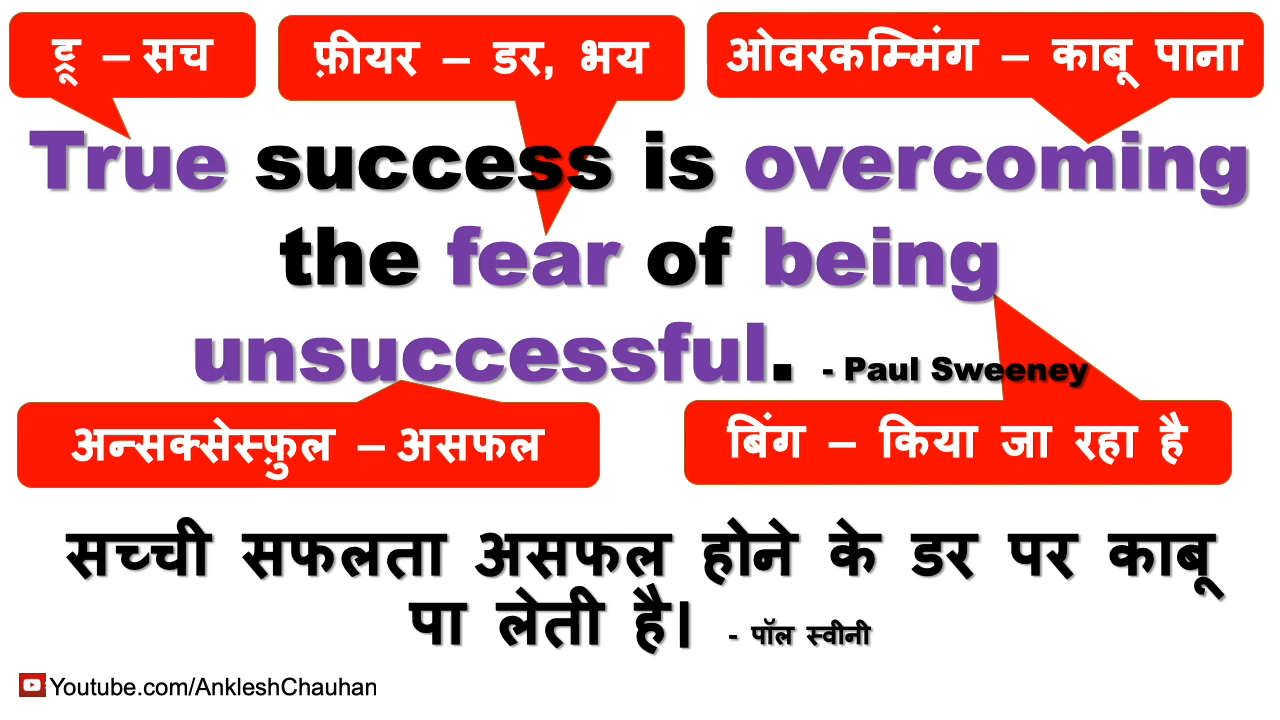 ट्रू – सच
फ़ीयर – डर, भय
ओवरकम्मिंग – काबू पाना
True success is overcoming
the fear of being
unsuccessful. - Paul Sweeney
अन्सक्सेस्फ़ुल – असफल
बिंग – किया जा रहा है
सच्ची सफलता असफल होने के डर पर काबू
पा लेती है। - पॉल स्वीनी
Youtube.com/AnkleshChauhan